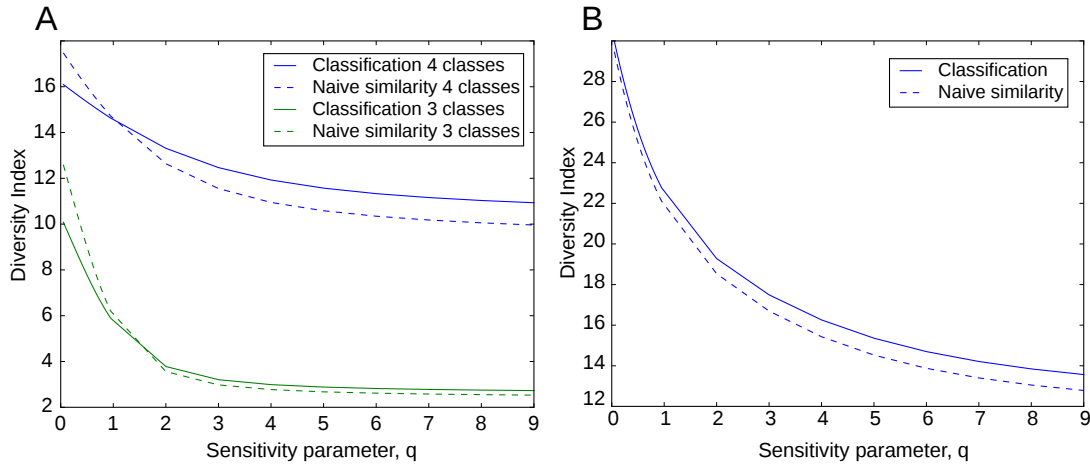 A
Diversity Index
16
14
12
10
8
6
4
2
0 1 2 3 4 5 6 7 8 9
Sensitivity parameter, q
Classification 4 classes
Naive similarity 4 classes
Classification 3 classes
Naive similarity 3 classes
B
Diversity Index
28
26
24
22
20
18
16
14
12
0 1 2 3 4 5 6 7 8 9
Sensitivity parameter, q
Classification
Naive similarity